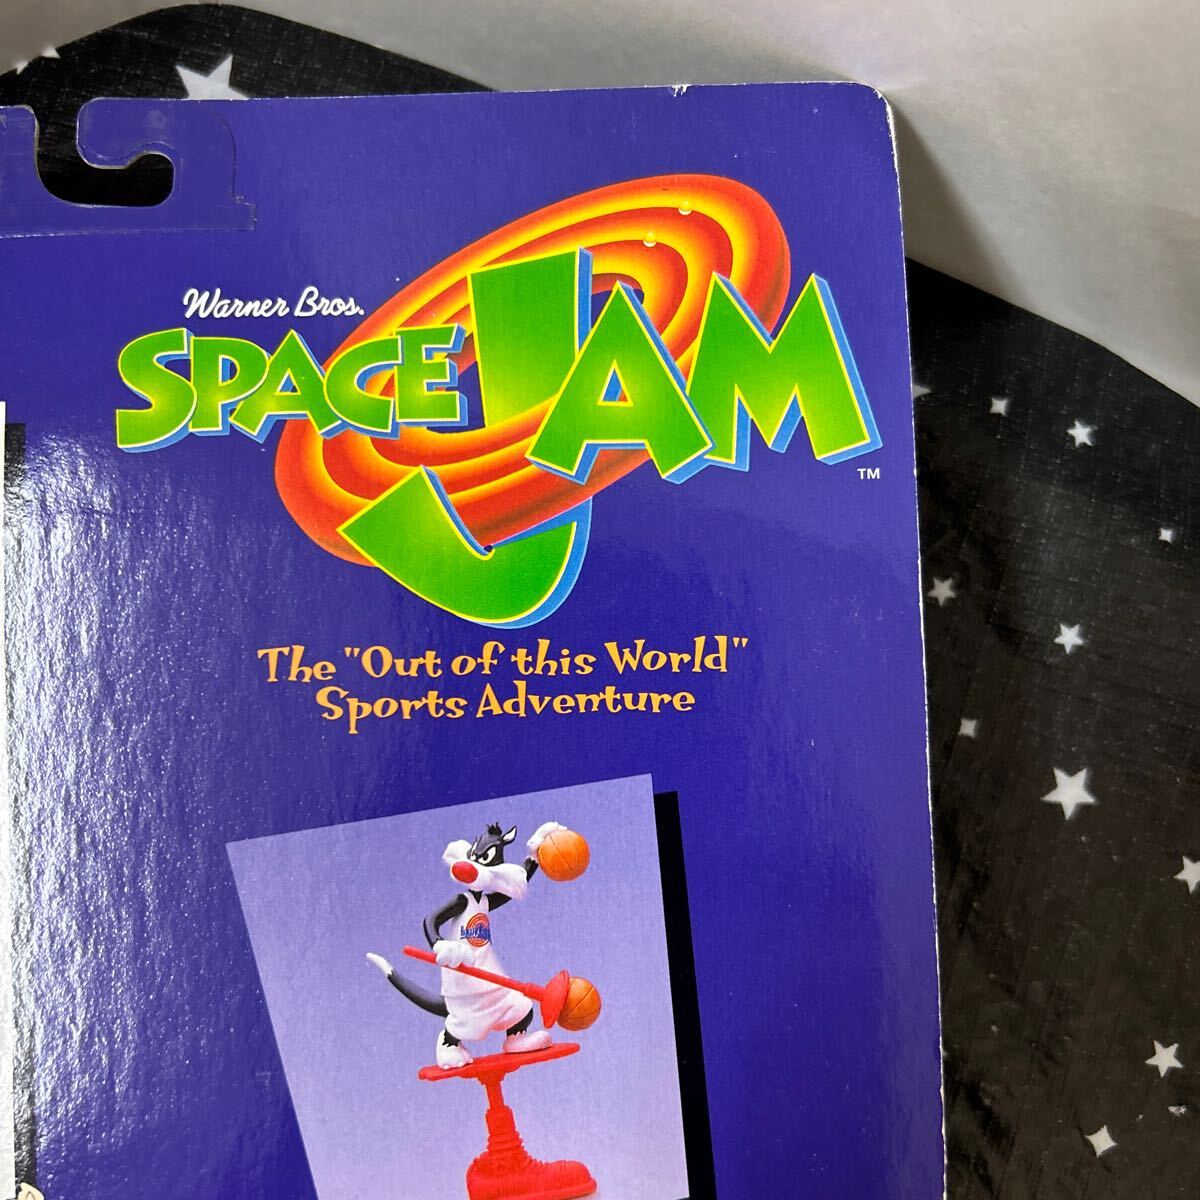 Warner Bros.
SPACE JAM
TM
The "Out of this World"
Sports Adventure